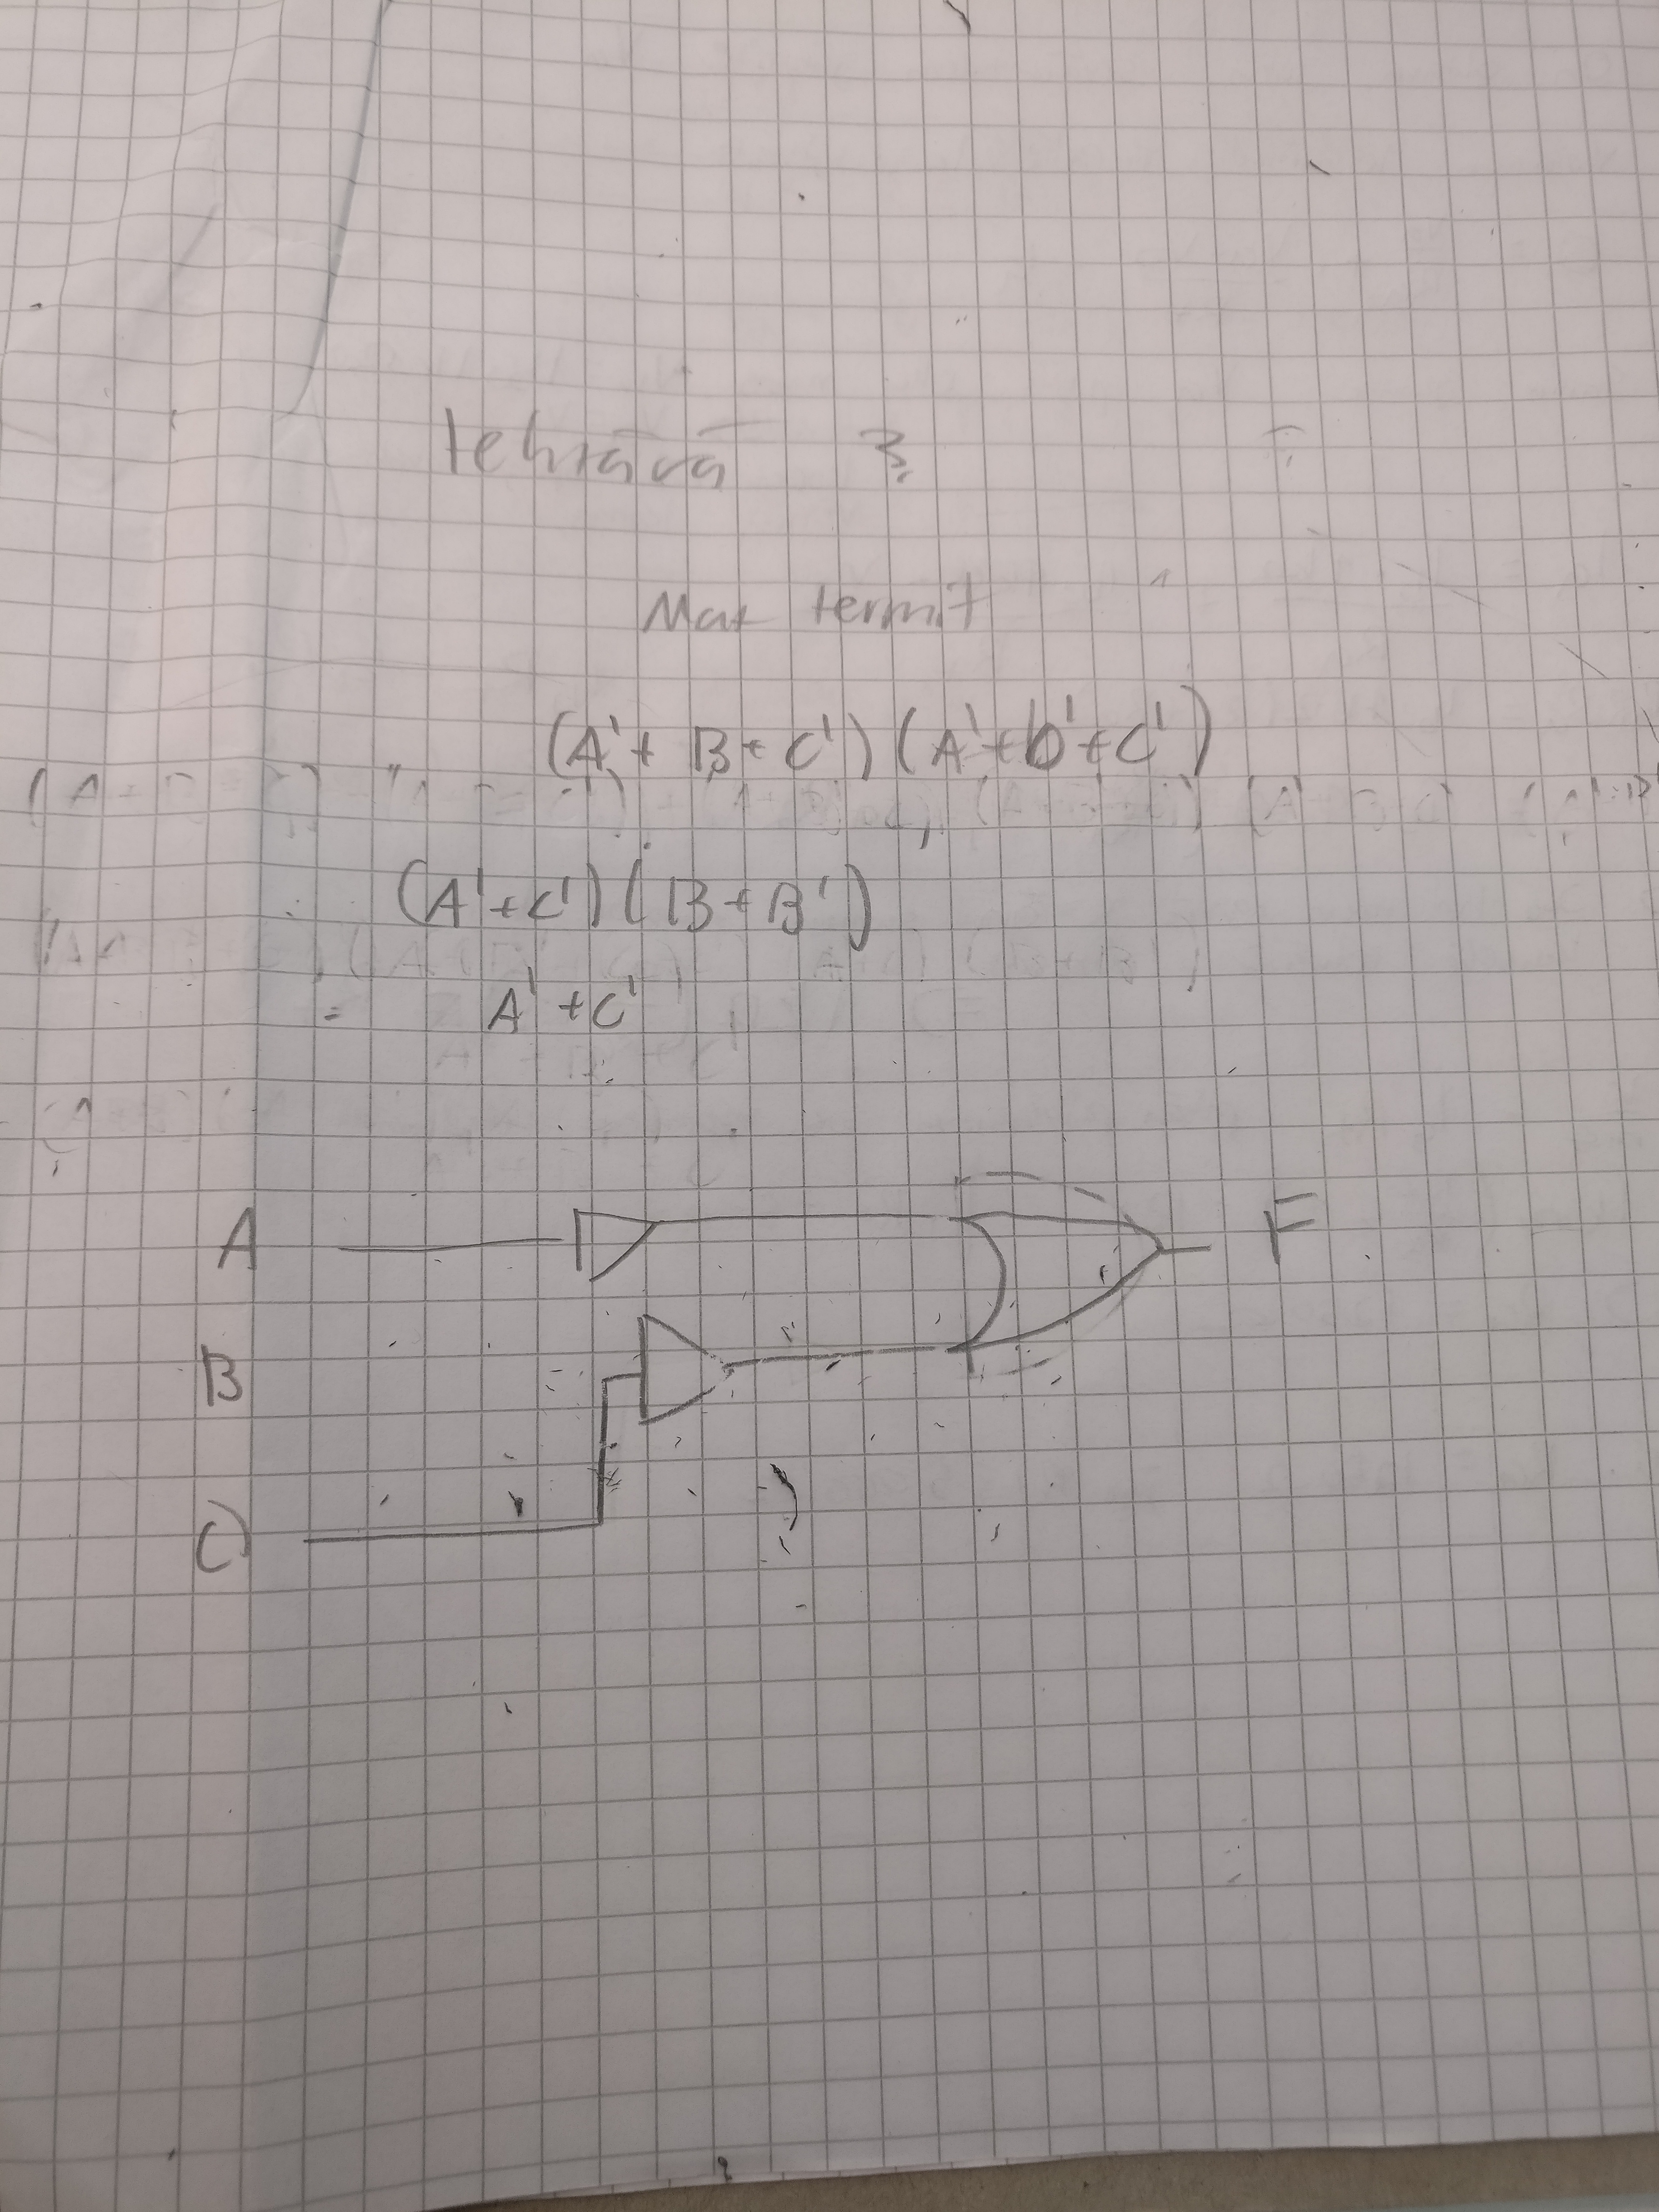 tehtävä 3.
Max termit
(A' + B + C') (A' + B' + C')
(A' + C') (B + B')
= A' + C'
A
F
B
C